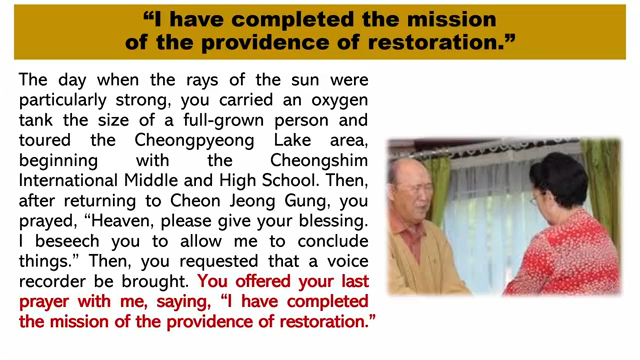 “I have completed the mission
of the providence of restoration.”
The day when the rays of the sun were
particularly strong, you carried an oxygen
tank the size of a full-grown person and
toured the Cheongpyeong Lake area,
beginning with the Cheongshim
International Middle and High School. Then,
after returning to Cheon Jeong Gung, you
prayed, “Heaven, please give your blessing.
I beseech you to allow me to conclude
things.” Then, you requested that a voice
recorder be brought. You offered your last
prayer with me, saying, “I have completed
the mission of the providence of restoration.”